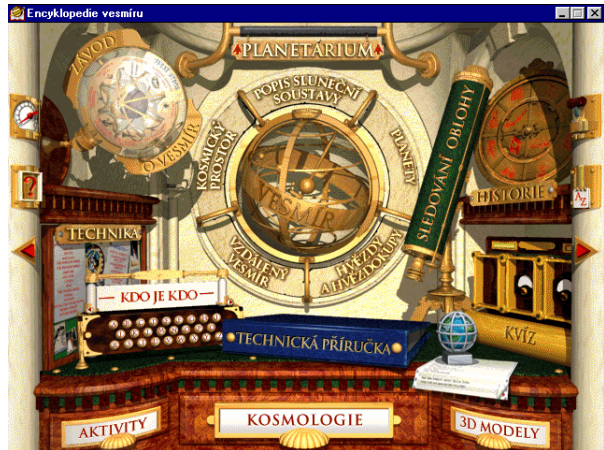 Encyklopedie vesmíru
PLANETÁRIUM
ZÁVOD
O VESMÍR
POPIS SLUNEČNÍ
SOUSTAVY
KOSMICKÝ
PROSTOR
PLANETY
VESMÍR
VZDÁLENÝ
VESMÍR
HVĚZDY
A HVĚZDOKUPY
SLEDOVÁNÍ OBLOHY
HISTORIE
?
A
Z
TECHNIKA
KDO JE KDO
TECHNICKÁ PŘÍRUČKA
KVÍZ
AKTIVITY
KOSMOLOGIE
3D MODELY